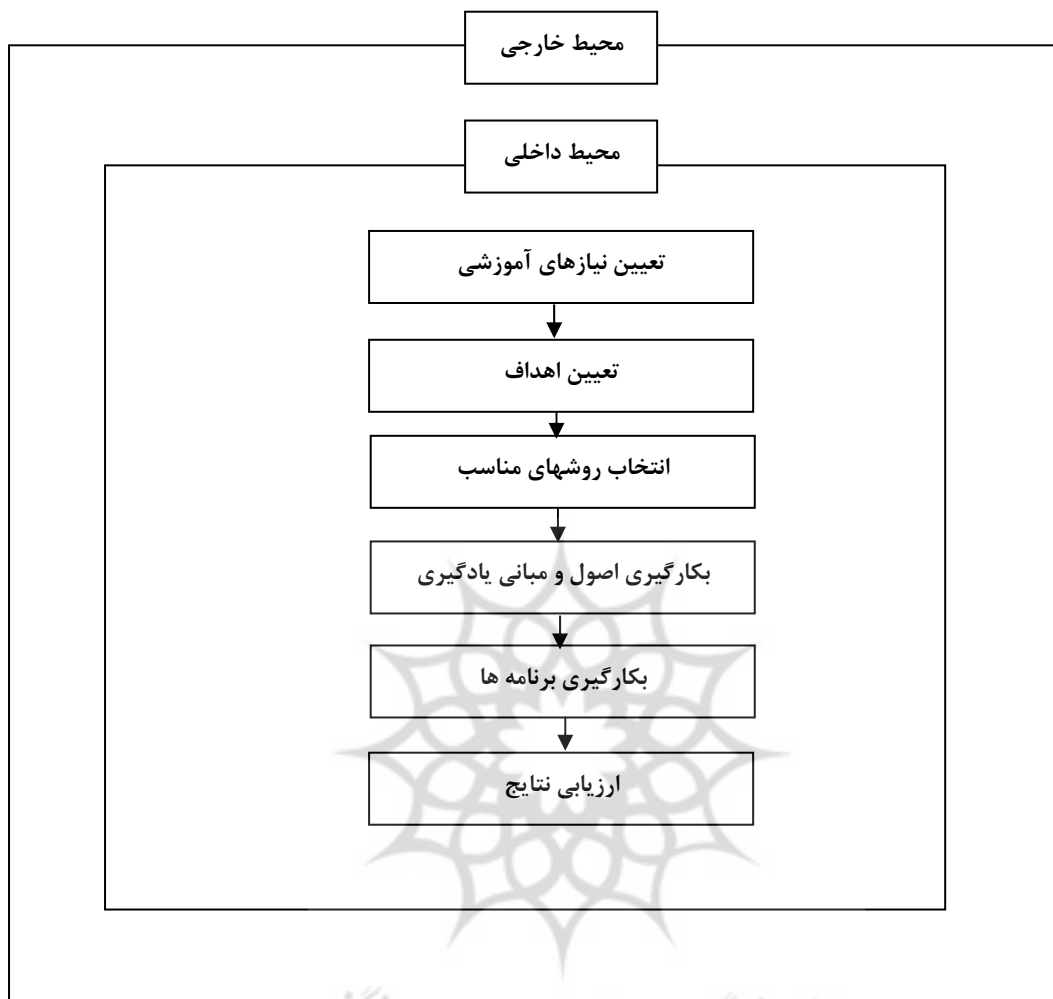 محیط خارجی
محیط داخلی
تعیین نیازهای آموزشی
تعیین اهداف
انتخاب روشهای مناسب
بکارگیری اصول و مبانی یادگیری
بکارگیری برنامه ها
ارزیابی نتایج